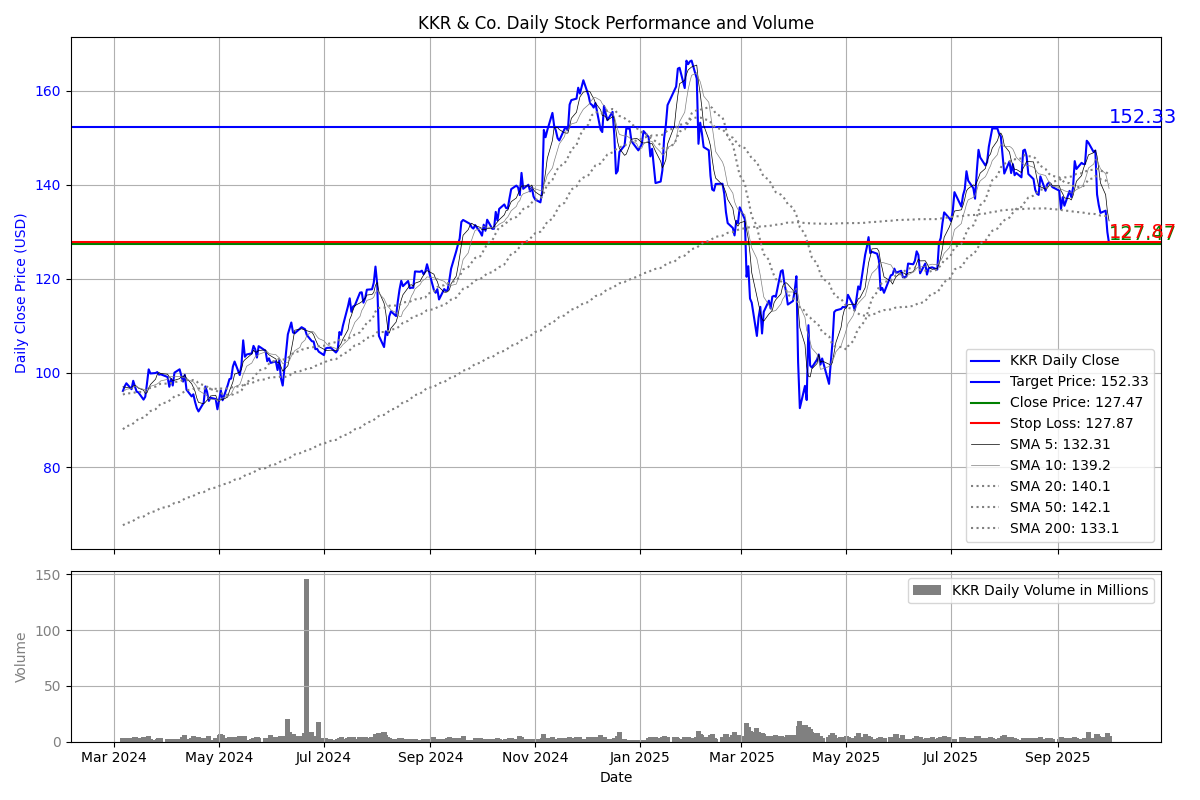 KKR & Co. Daily Stock Performance and Volume
Daily Close Price (USD)
160
140
120
100
80
152.33
127.87
KKR Daily Close
Target Price: 152.33
Close Price: 127.47
Stop Loss: 127.87
SMA 5: 132.31
SMA 10: 139.2
SMA 20: 140.1
SMA 50: 142.1
SMA 200: 133.1
Volume
150
100
50
0
KKR Daily Volume in Millions
Mar 2024 May 2024 Jul 2024 Sep 2024 Nov 2024 Jan 2025 Mar 2025 May 2025 Jul 2025 Sep 2025
Date